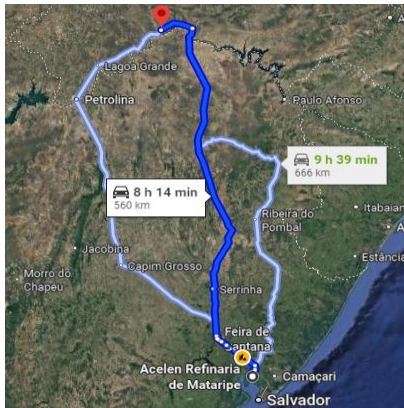 Lagoa Grande
Petrolina
Paulo Afonso
9 h 39 min
666 km
8 h 14 min
560 km
Ribeira do
Pombal
Itabaian
Jacobina
Estância
Morro do
Chapéu
Capim Grosso
Serrinha
Feira de
Santana
Acelen Refinaria
de Mataripe
Camaçari
Salvador